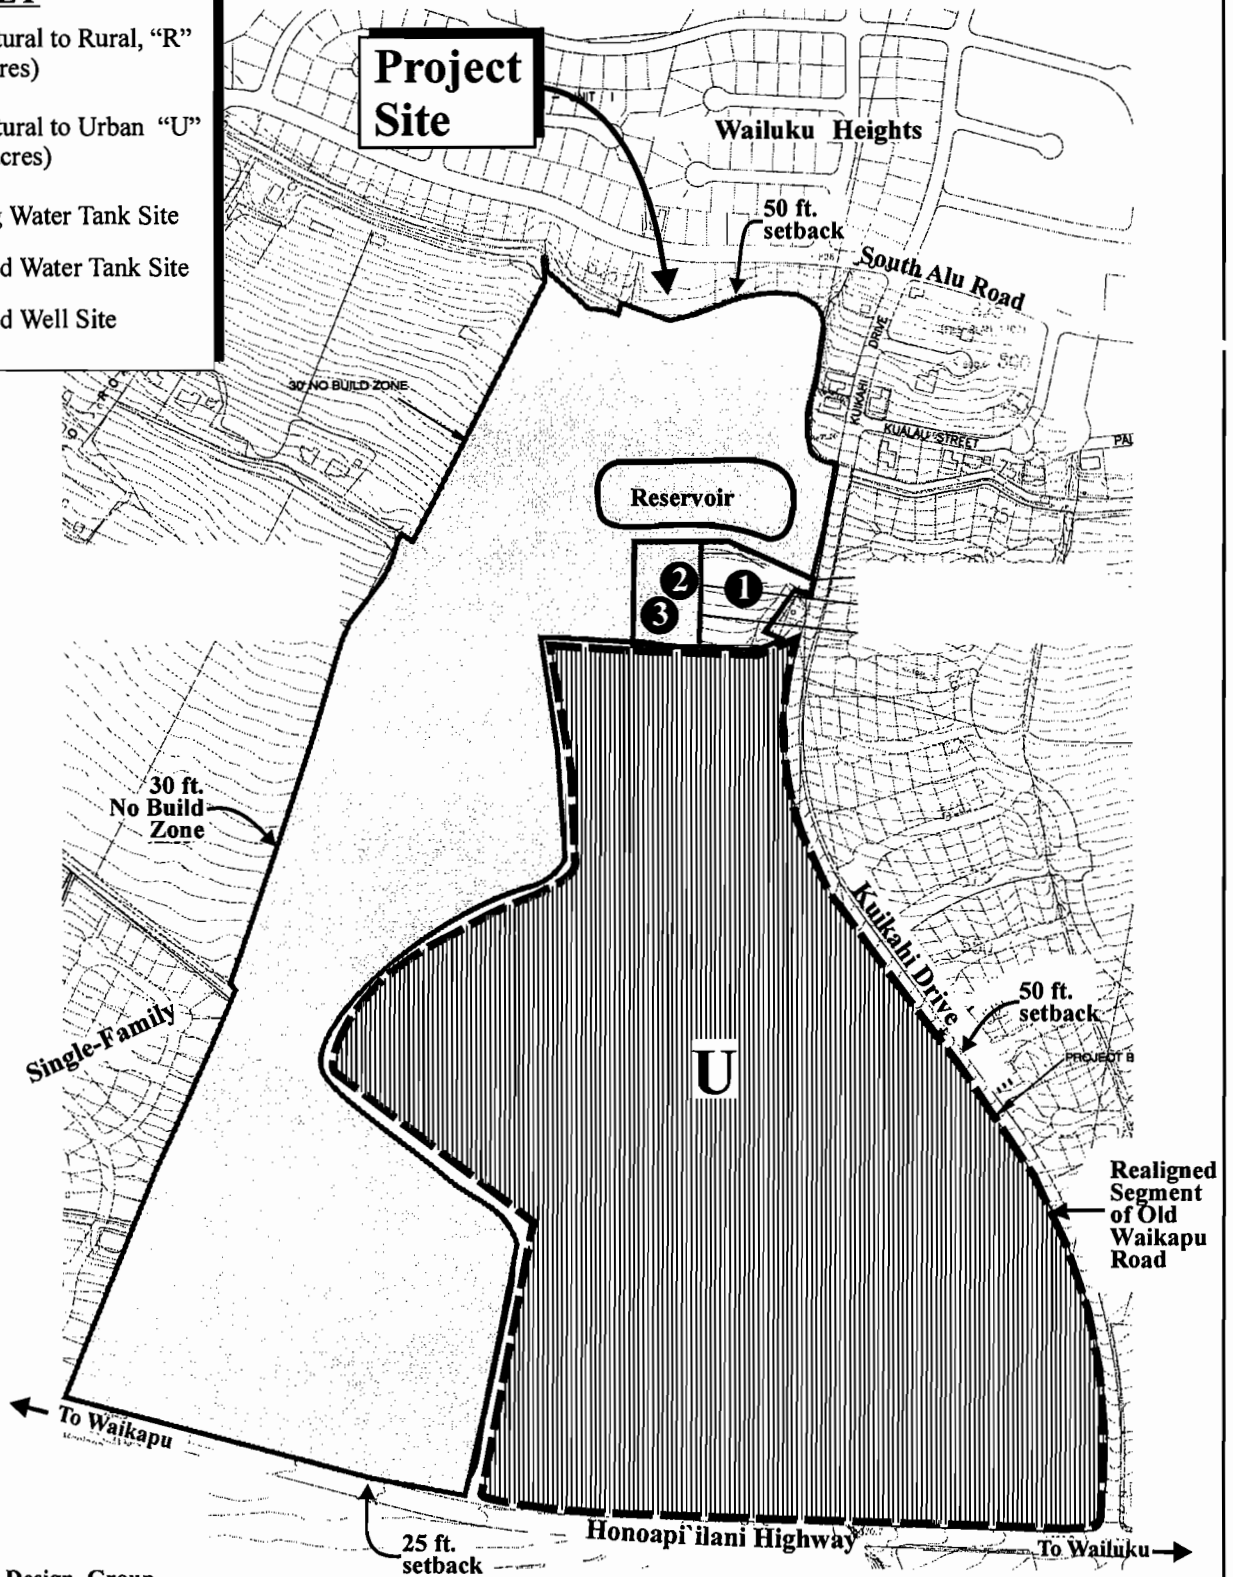 tural to Rural, “R”
res)
tural to Urban “U”
cres)
g Water Tank Site
d Water Tank Site
d Well Site
Project
Site
UNIT 1
Wailuku Heights
50 ft.
setback
South Alu Road
DRIVE
KUIKAHI
KUALAU STREET
PAL
30' NO BUILD ZONE
Reservoir
2
1
3
30 ft.
No Build
Zone
Kuikahi Drive
50 ft.
setback
PROJECT B
Single-Family
U
Realigned
Segment
of Old
Waikapu
Road
To Waikapu
Honoapi`ilani Highway
To Wailuku
25 ft.
setback
Design Group